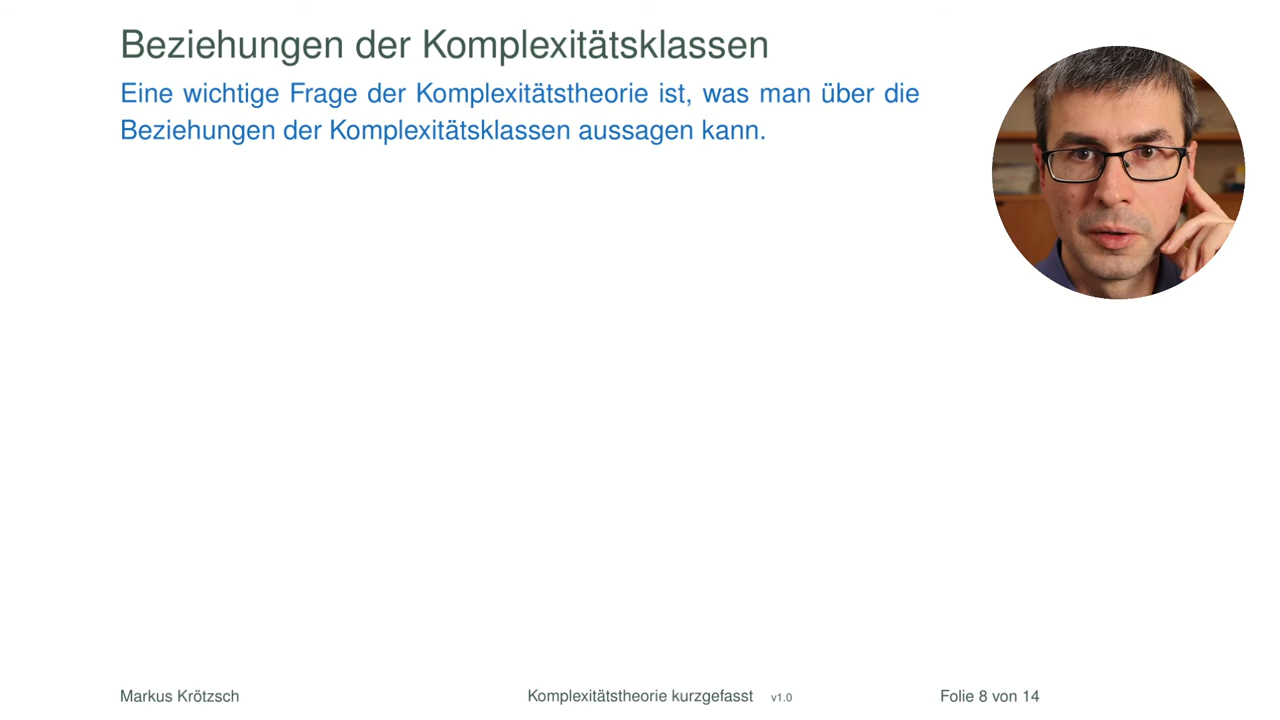 Beziehungen der Komplexitätsklassen
Eine wichtige Frage der Komplexitätstheorie ist, was man über die
Beziehungen der Komplexitätsklassen aussagen kann.
Markus Krötzsch Komplexitätstheorie kurzgefasst v1.0 Folie 8 von 14